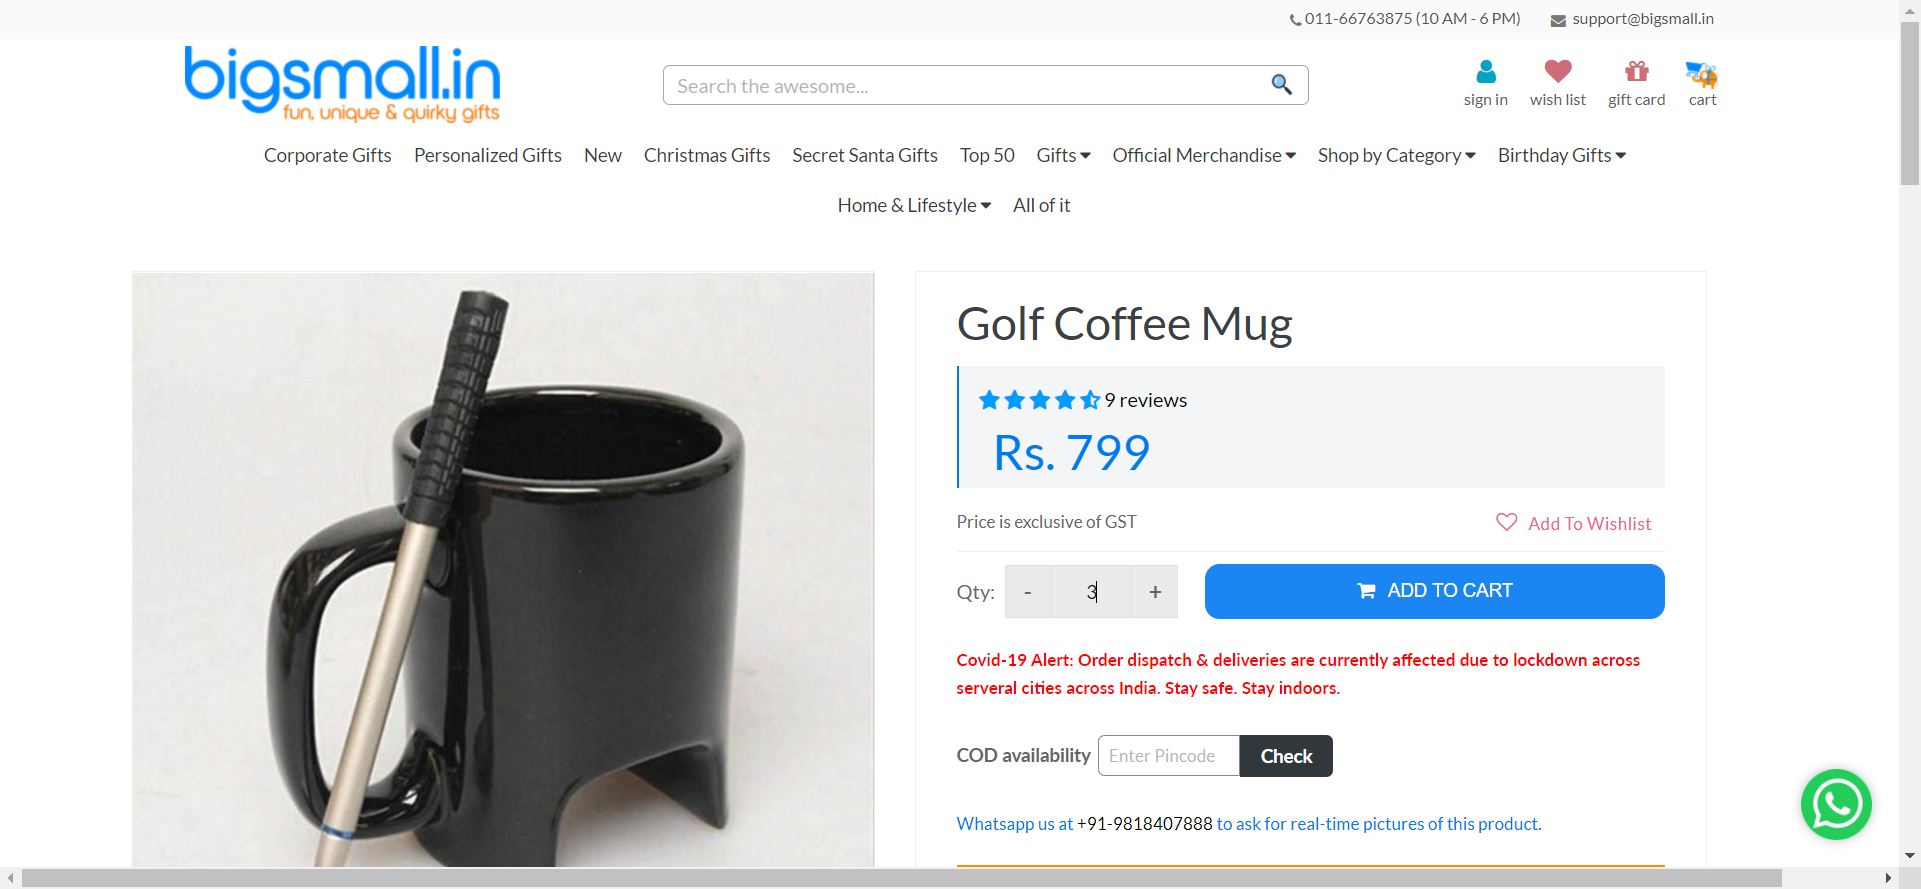 011-66763875 (10 AM - 6 PM) support@bigsmall.in
bigsmall.in
fun, unique & quirky gifts
Search the awesome...
sign in wish list gift card cart
Corporate Gifts Personalized Gifts New Christmas Gifts Secret Santa Gifts Top 50 Gifts Official Merchandise Shop by Category Birthday Gifts
Home & Lifestyle All of it
Golf Coffee Mug
9 reviews
Rs. 799
Price is exclusive of GST Add To Wishlist
Qty: - 3 + ADD TO CART
Covid-19 Alert: Order dispatch & deliveries are currently affected due to lockdown across
serveral cities across India. Stay safe. Stay indoors.
COD availability Enter Pincode Check
Whatsapp us at +91-9818407888 to ask for real-time pictures of this product.